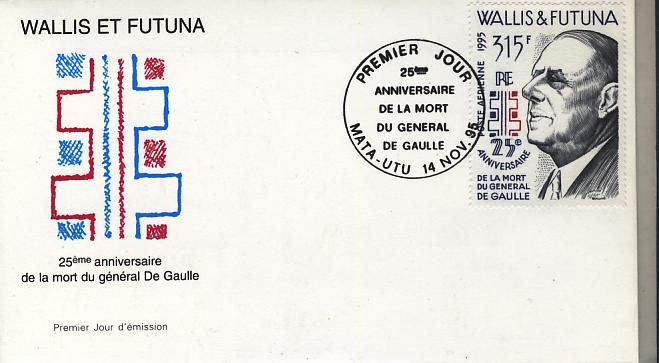 WALLIS ET FUTUNA
25ème anniversaire
de la mort du général De Gaulle
Premier Jour d'émission
PREMIER JOUR
25ème
ANNIVERSAIRE
DE LA MORT
DU GENERAL
DE GAULLE
MATA-UTU 14 NOV. 95
WALLIS & FUTUNA
315F
POSTE AERIENNE 1995
RF
25e
ANNIVERSAIRE
DE LA MORT
DU GENERAL
DE GAULLE